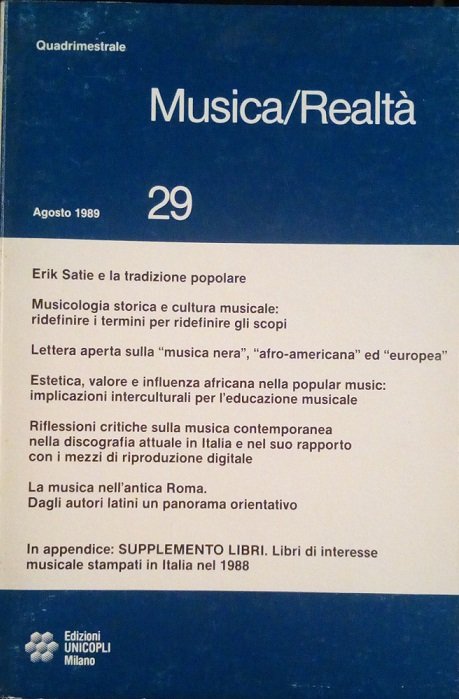 Quadrimestrale
Musica/Realtà
Agosto 1989
29
Erik Satie e la tradizione popolare
Musicologia storica e cultura musicale:
ridefinire i termini per ridefinire gli scopi
Lettera aperta sulla “musica nera”, “afro-americana” ed “europea”
Estetica, valore e influenza africana nella popular music:
implicazioni interculturali per l'educazione musicale
Riflessioni critiche sulla musica contemporanea
nella discografia attuale in Italia e nel suo rapporto
con i mezzi di riproduzione digitale
La musica nell'antica Roma.
Dagli autori latini un panorama orientativo
In appendice: SUPPLEMENTO LIBRI. Libri di interesse
musicale stampati in Italia nel 1988
Edizioni
UNICOPLI
Milano